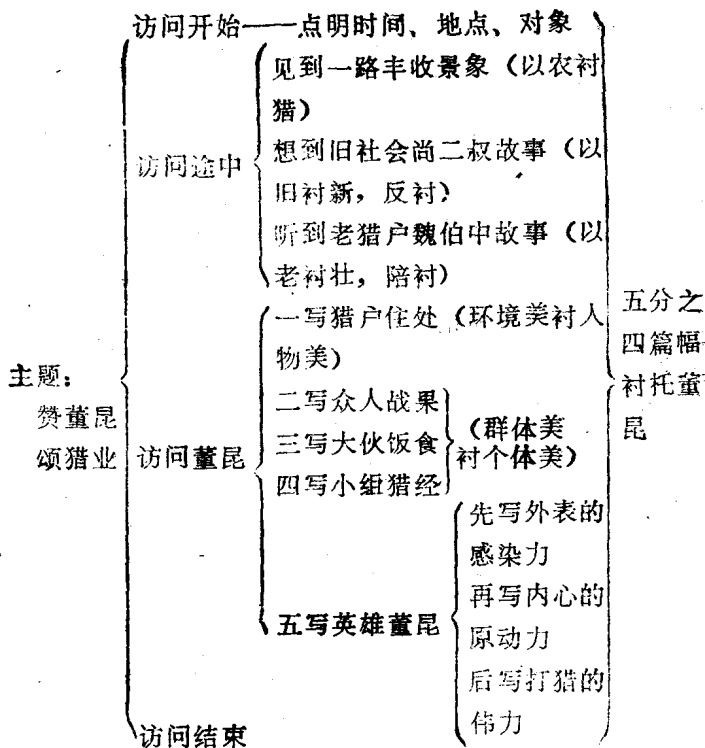 访问开始——点明时间、地点、对象
见到一路丰收景象（以农衬
猎）
访问途中
想到旧社会尚二叔故事（以
旧衬新，反衬）
听到老猎户魏伯中故事（以
老衬壮，陪衬）
主题：
赞董昆
颂猎业
访问董昆
一写猎户住处（环境美衬人
物美）
二写众人战果
三写大伙饭食
四写小组猎经
（群体美
衬个体美）
五写英雄董昆
先写外表的
感染力
再写内心的
原动力
后写打猎的
伟力
访问结束
五分之
四篇幅
衬托董
昆